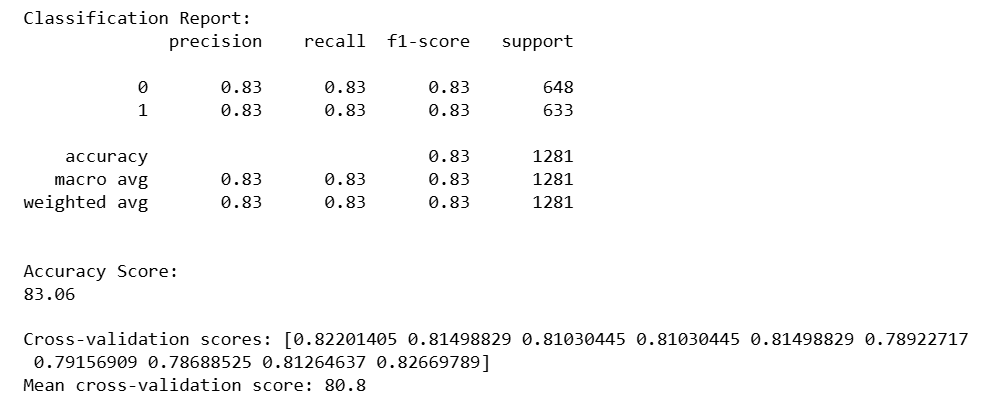 Classification Report:
precision recall f1-score support
0 0.83 0.83 0.83 648
1 0.83 0.83 0.83 633
accuracy 0.83 1281
macro avg 0.83 0.83 0.83 1281
weighted avg 0.83 0.83 0.83 1281
Accuracy Score:
83.06
Cross-validation scores: [0.82201405 0.81498829 0.81030445 0.81030445 0.81498829 0.78922717
0.79156909 0.78688525 0.81264637 0.82669789]
Mean cross-validation score: 80.8